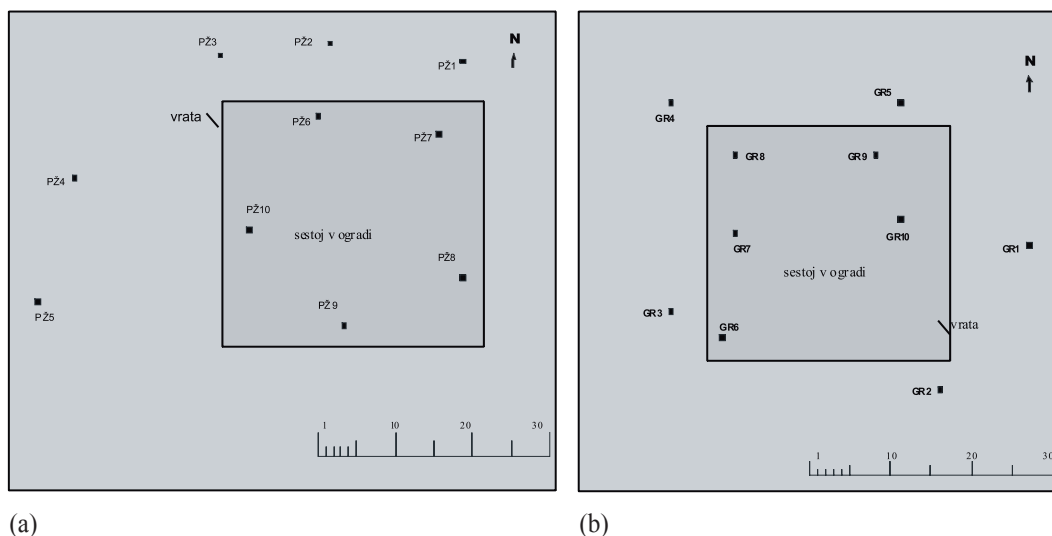 PŽ3
PŽ2
PŽ1
N
vrata
PŽ6
PŽ7
PŽ4
PŽ10
sestoj v ogradi
PŽ8
PŽ5
PŽ 9
1 10 20 30
(a)
N
GR5
GR4
GR8
GR9
GR10
GR7
GR1
sestoj v ogradi
GR3
GR6
vrata
GR2
1 10 20 30
(b)